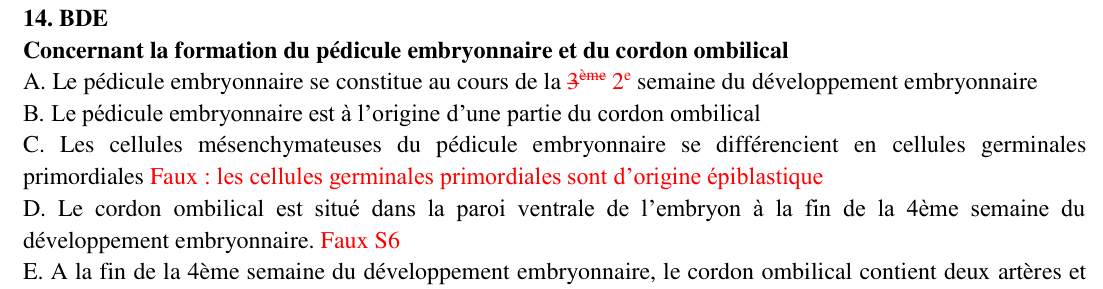 14. BDE
Concernant la formation du pédicule embryonnaire et du cordon ombilical
A. Le pédicule embryonnaire se constitue au cours de la 3ème 2e semaine du développement embryonnaire
B. Le pédicule embryonnaire est à l'origine d'une partie du cordon ombilical
C. Les cellules mésenchymateuses du pédicule embryonnaire se différencient en cellules germinales
primordiales Faux : les cellules germinales primordiales sont d'origine épiblastique
D. Le cordon ombilical est situé dans la paroi ventrale de l'embryon à la fin de la 4ème semaine du
développement embryonnaire. Faux S6
E. A la fin de la 4ème semaine du développement embryonnaire, le cordon ombilical contient deux artères et